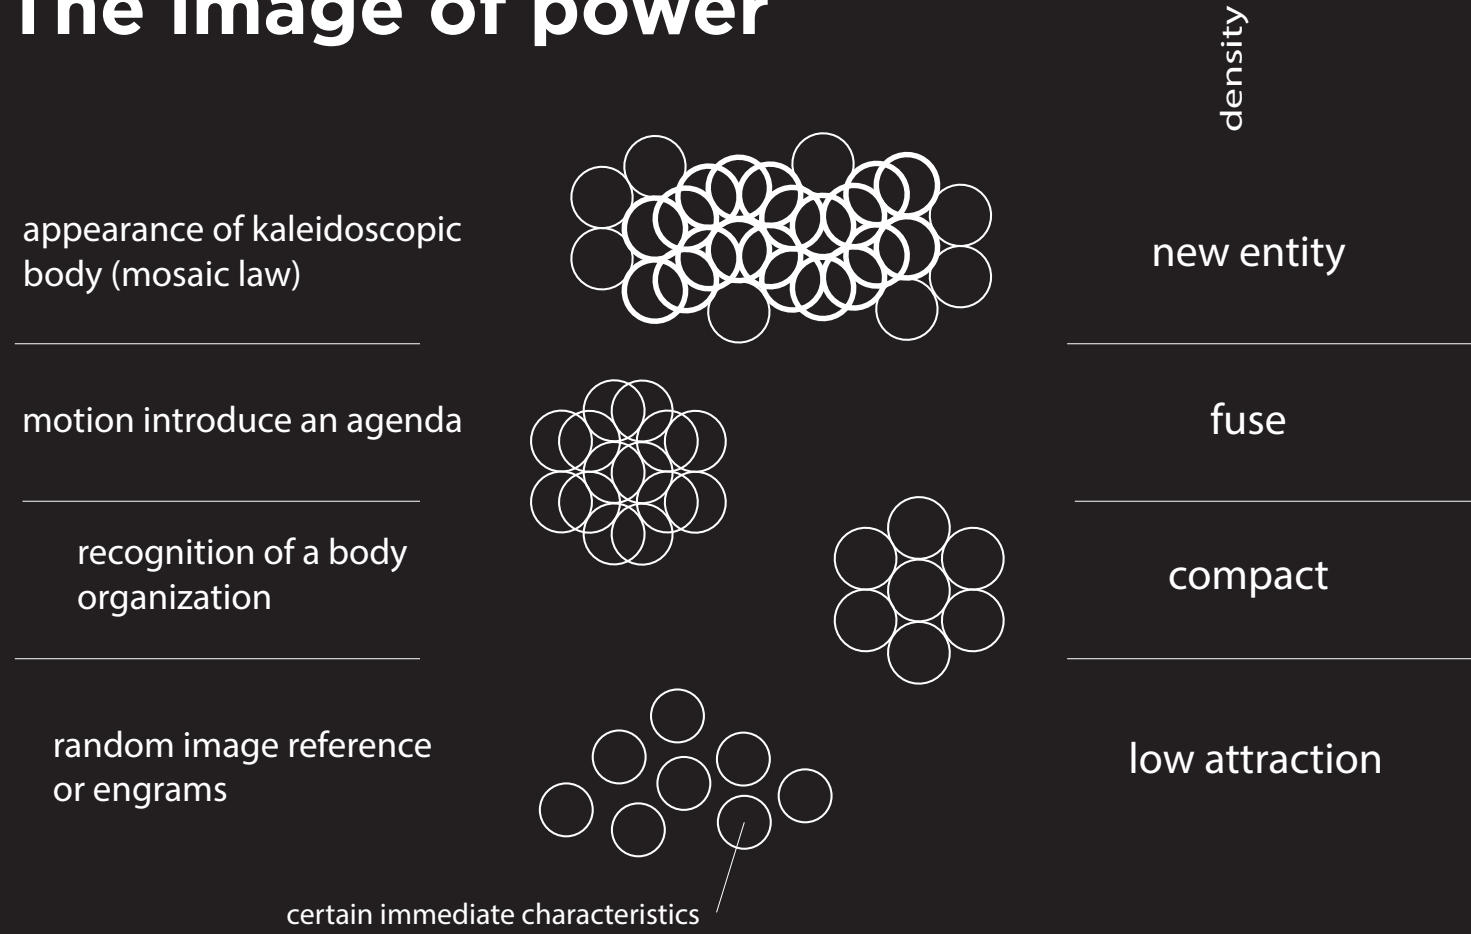 The image of power
density
appearance of kaleidoscopic
body (mosaic law)
new entity
motion introduce an agenda
fuse
recognition of a body
organization
compact
random image reference
or engrams
low attraction
certain immediate characteristics